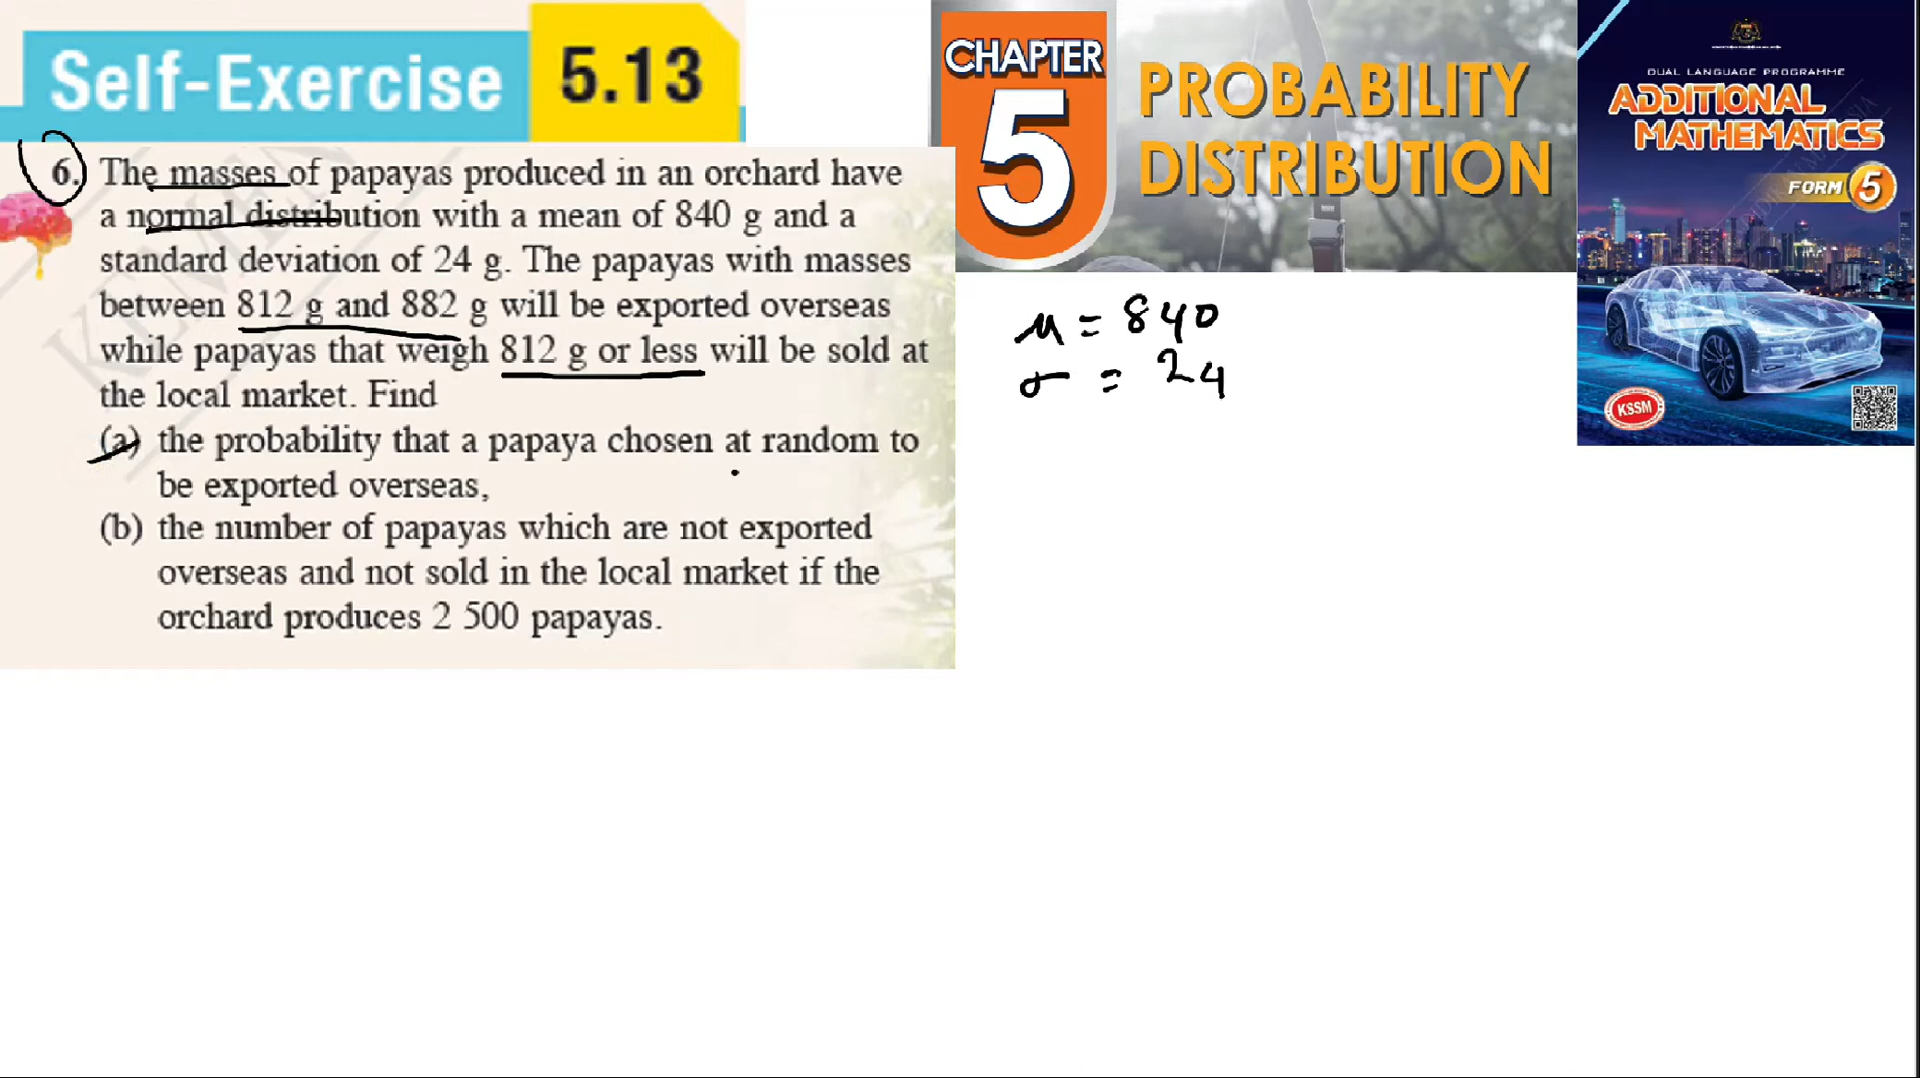 Self-Exercise 5.13
6. The masses of papayas produced in an orchard have
a normal distribution with a mean of 840 g and a
standard deviation of 24 g. The papayas with masses
between 812 g and 882 g will be exported overseas
while papayas that weigh 812 g or less will be sold at
the local market. Find
(a) the probability that a papaya chosen at random to
be exported overseas,
(b) the number of papayas which are not exported
overseas and not sold in the local market if the
orchard produces 2 500 papayas.
CHAPTER
5
PROBABILITY
DISTRIBUTION
μ = 840
σ = 24
DUAL LANGUAGE PROGRAMME
ADDITIONAL
MATHEMATICS
FORM 5
KSSM